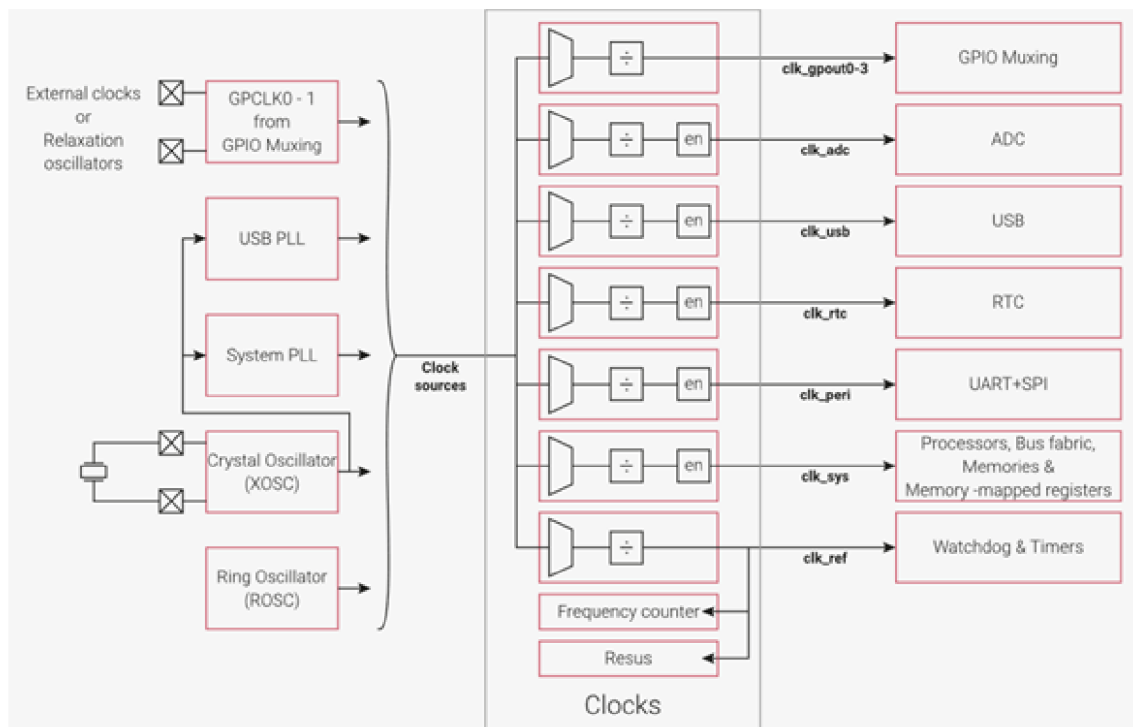 External clocks
or
Relaxation
oscillators
GPCLK0 - 1
from
GPIO Muxing
USB PLL
System PLL
Crystal Oscillator
(XOSC)
Ring Oscillator
(ROSC)
Clock
sources
÷
clk_gpout0-3
GPIO Muxing
÷
en
clk_adc
ADC
÷
en
clk_usb
USB
÷
en
clk_rtc
RTC
÷
en
clk_peri
UART+SPI
÷
en
clk_sys
Processors, Bus fabric,
Memories &
Memory -mapped registers
÷
clk_ref
Watchdog & Timers
Frequency counter
Resus
Clocks